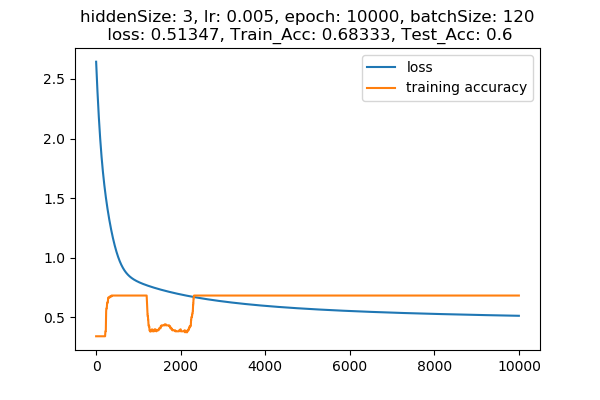 hiddenSize: 3, lr: 0.005, epoch: 10000, batchSize: 120
loss: 0.51347, Train_Acc: 0.68333, Test_Acc: 0.6
loss
training accuracy
2.5
2.0
1.5
1.0
0.5
0 2000 4000 6000 8000 10000